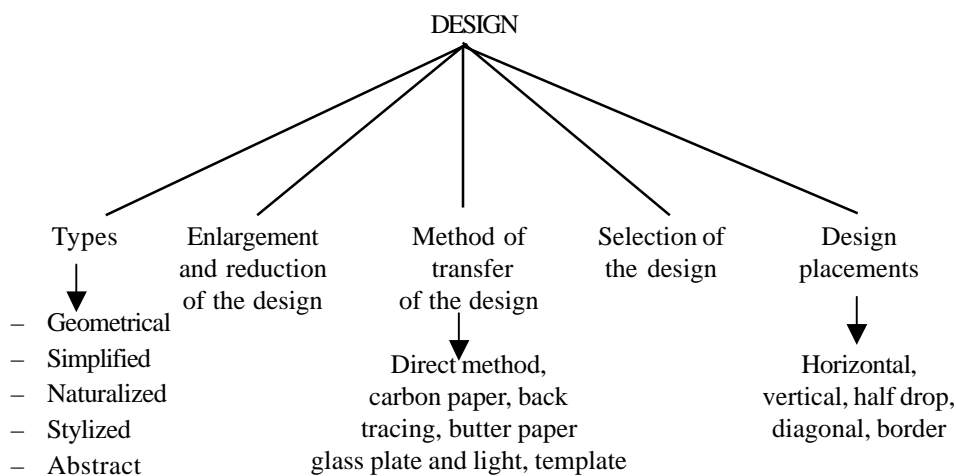 DESIGN
Types
Enlargement
and reduction
of the design
Method of
transfer
of the design
Selection of
the design
Design
placements
– Geometrical
– Simplified
– Naturalized
– Stylized
– Abstract
Direct method,
carbon paper, back
tracing, butter paper
glass plate and light, template
Horizontal,
vertical, half drop,
diagonal, border